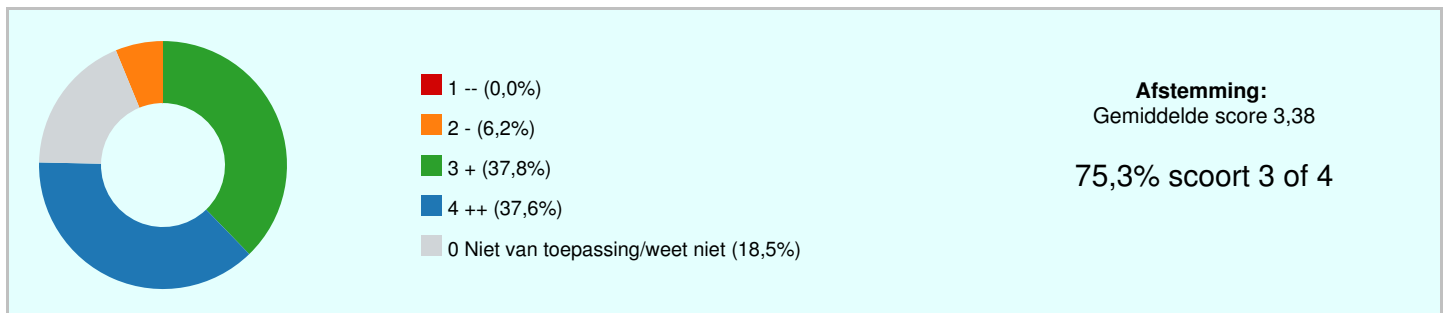 1 -- (0,0%)
2 - (6,2%)
3 + (37,8%)
4 ++ (37,6%)
0 Niet van toepassing/weet niet (18,5%)
Afstemming:
Gemiddelde score 3,38
75,3% scoort 3 of 4